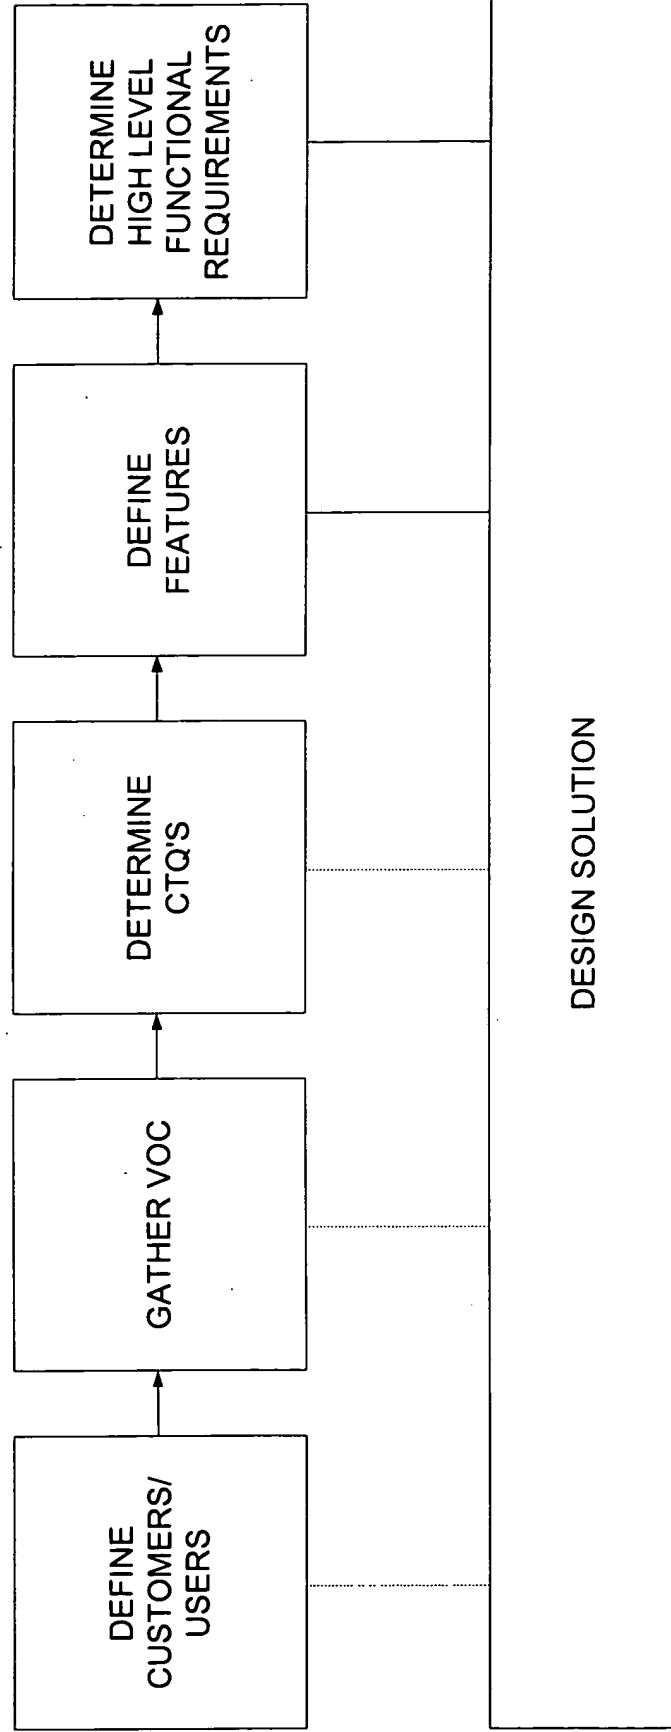 DEFINE
CUSTOMERS/
USERS
GATHER VOC
DETERMINE
CTQ'S
DEFINE
FEATURES
DETERMINE
HIGH LEVEL
FUNCTIONAL
REQUIREMENTS
DESIGN SOLUTION